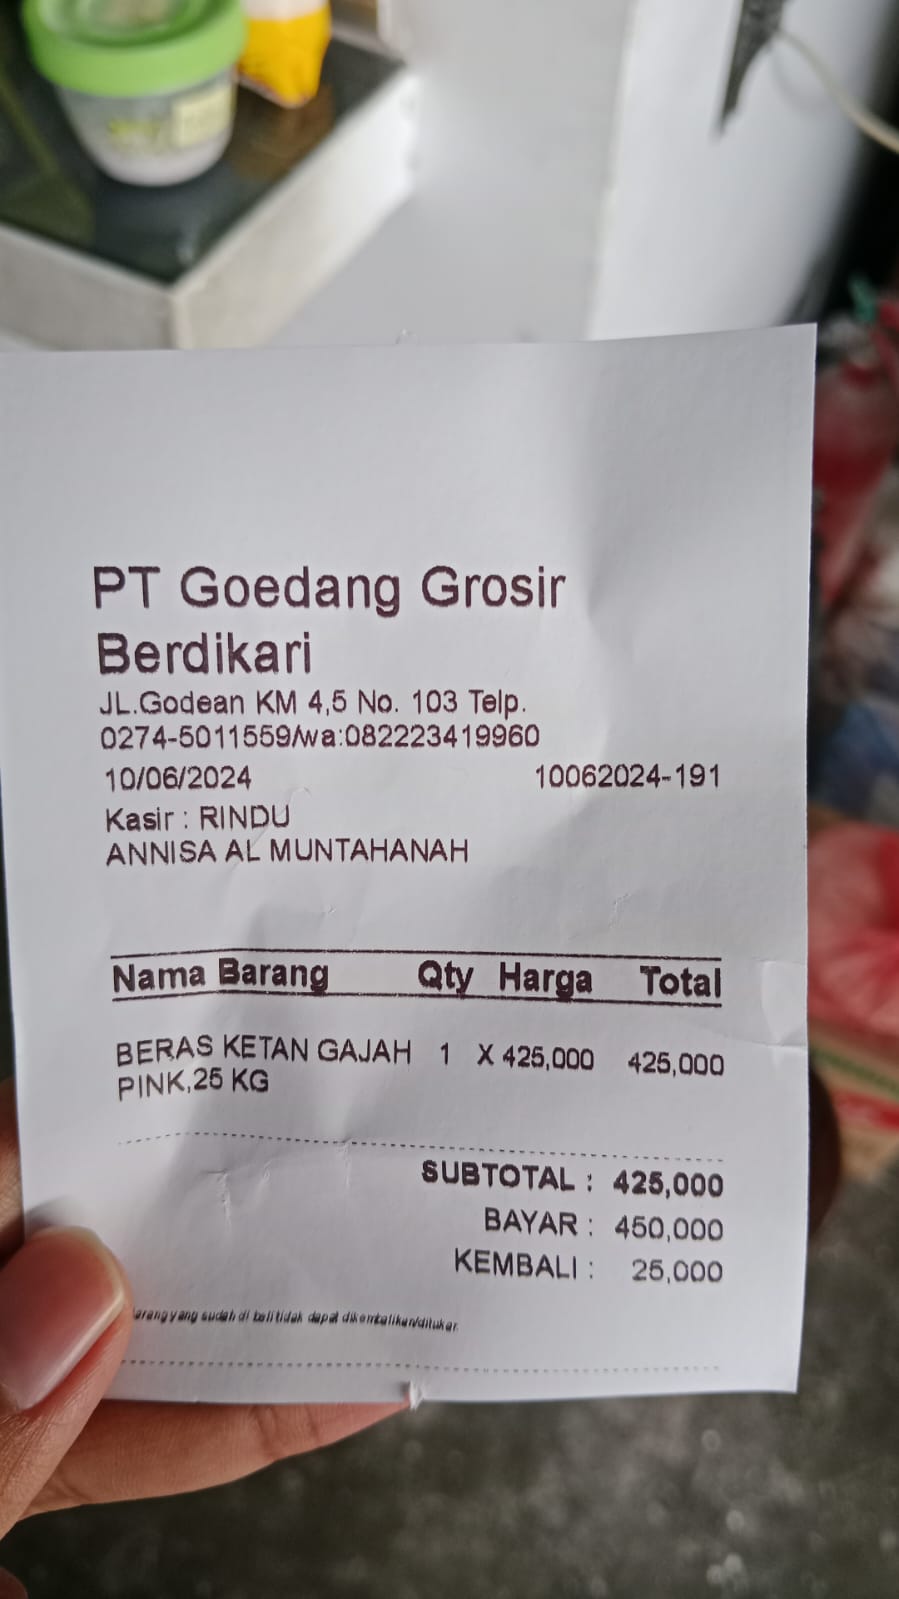 PT Goedang Grosir
Berdikari
JL.Godean KM 4,5 No. 103 Telp.
0274-5011559/wa:082223419960
10/06/2024 10062024-191
Kasir : RINDU
ANNISA AL MUNTAHANAH
Nama Barang Qty Harga Total
BERAS KETAN GAJAH 1 X 425,000 425,000
PINK,25 KG
SUBTOTAL : 425,000
BAYAR : 450,000
KEMBALI : 25,000
yang sudah di beli tidak dapat dikembalikan/ditukar.